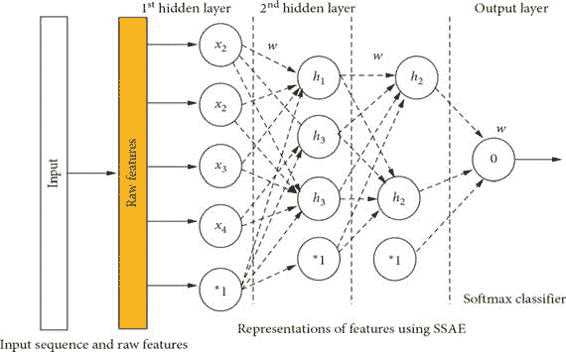 1st hidden layer
2nd hidden layer
Output layer
Input
Raw features
x2
x2
x3
x4
*1
w
h1
h3
h3
*1
w
h2
h2
*1
w
0
Softmax classifier
Representations of features using SSAE
Input sequence and raw features